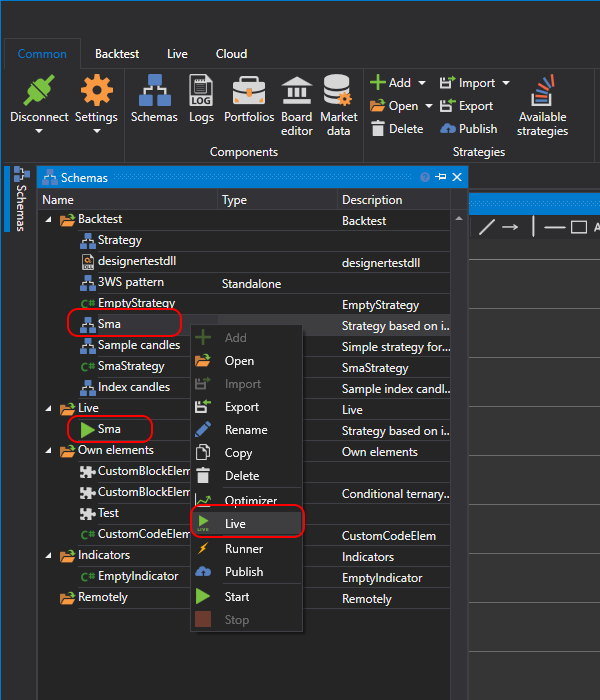 Common Backtest Live Cloud
Disconnect Settings Schemas LOG Logs Portfolios Board editor Market data
Add Import
Open Export
Delete Publish
Available strategies
Components Strategies
Schemas
Schemas
Name Type Description
Backtest Backtest
Strategy
designertestdll designertestdll
3WS pattern Standalone
C# EmptyStrategy EmptyStrategy
Sma Strategy based on i...
Sample candles Simple strategy for...
C# SmaStrategy SmaStrategy
Index candles Sample index candl...
Live Live
Sma Strategy based on i...
Own elements Own elements
CustomBlockElem
CustomBlockElem Conditional ternary...
Test
C# CustomCodeElem CustomCodeElem
Indicators Indicators
C# EmptyIndicator EmptyIndicator
Remotely Remotely
Add
Open
Import
Export
Rename
Copy
Delete
Optimizer
LIVE Live
Runner
Publish
Start
Stop